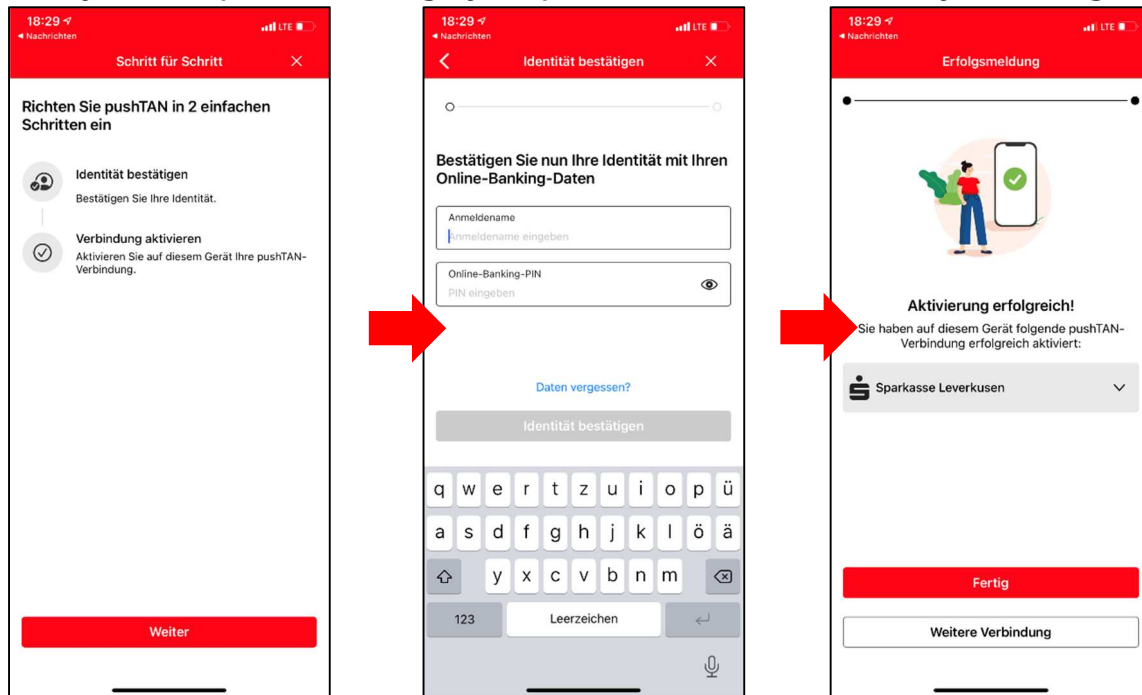 18:29
◀ Nachrichten
LTE
Schritt für Schritt
Richten Sie pushTAN in 2 einfachen
Schritten ein
Identität bestätigen
Bestätigen Sie Ihre Identität.
Verbindung aktivieren
Aktivieren Sie auf diesem Gerät Ihre pushTAN-
Verbindung.
Weiter
18:29
◀ Nachrichten
LTE
Identität bestätigen
Bestätigen Sie nun Ihre Identität mit Ihren
Online-Banking-Daten
Anmeldename
Anmeldename eingeben
Online-Banking-PIN
PIN eingeben
Daten vergessen?
Identität bestätigen
q w e r t z u i o p ü
a s d f g h j k l ö ä
y x c v b n m
123 Leerzeichen
18:29
◀ Nachrichten
LTE
Erfolgsmeldung
Aktivierung erfolgreich!
Sie haben auf diesem Gerät folgende pushTAN-
Verbindung erfolgreich aktiviert:
Sparkasse Leverkusen
Fertig
Weitere Verbindung